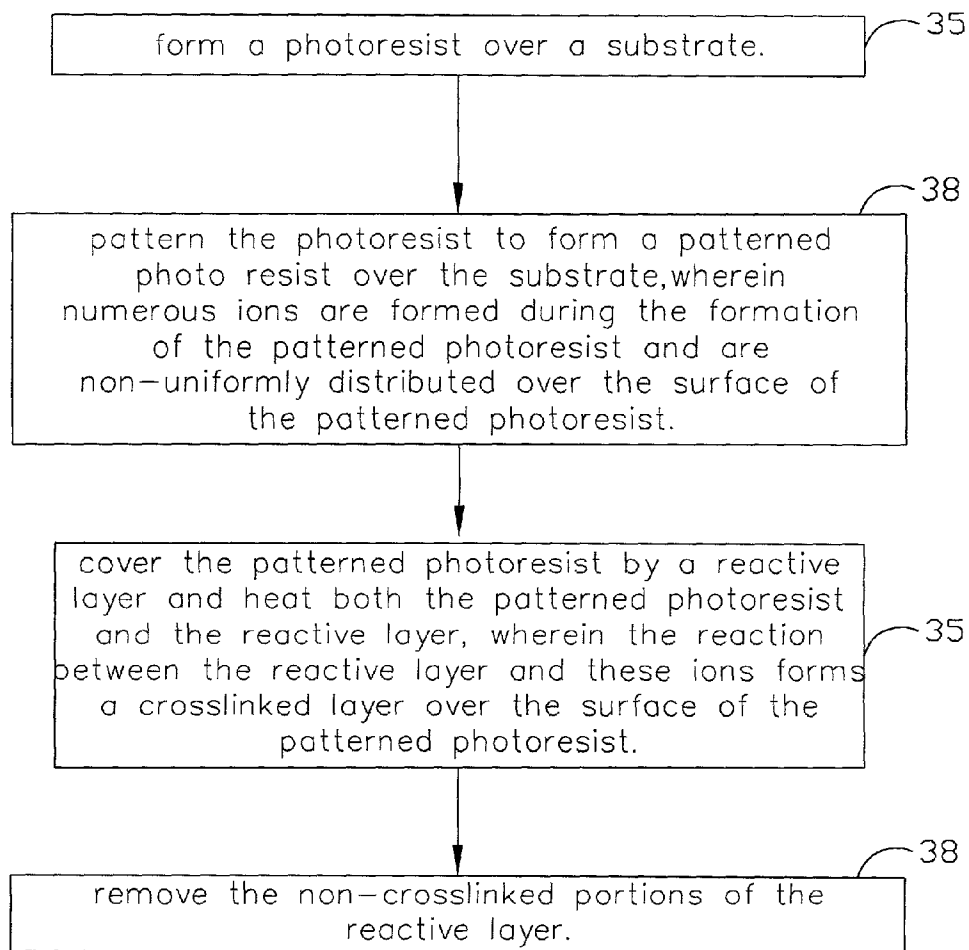 form a photoresist over a substrate.
35
38
pattern the photoresist to form a patterned
photo resist over the substrate,wherein
numerous ions are formed during the formation
of the patterned photoresist and are
non-uniformly distributed over the surface of
the patterned photoresist.
cover the patterned photoresist by a reactive
layer and heat both the patterned photoresist
and the reactive layer, wherein the reaction
between the reactive layer and these ions forms
a crosslinked layer over the surface of the
patterned photoresist.
35
38
remove the non-crosslinked portions of the
reactive layer.